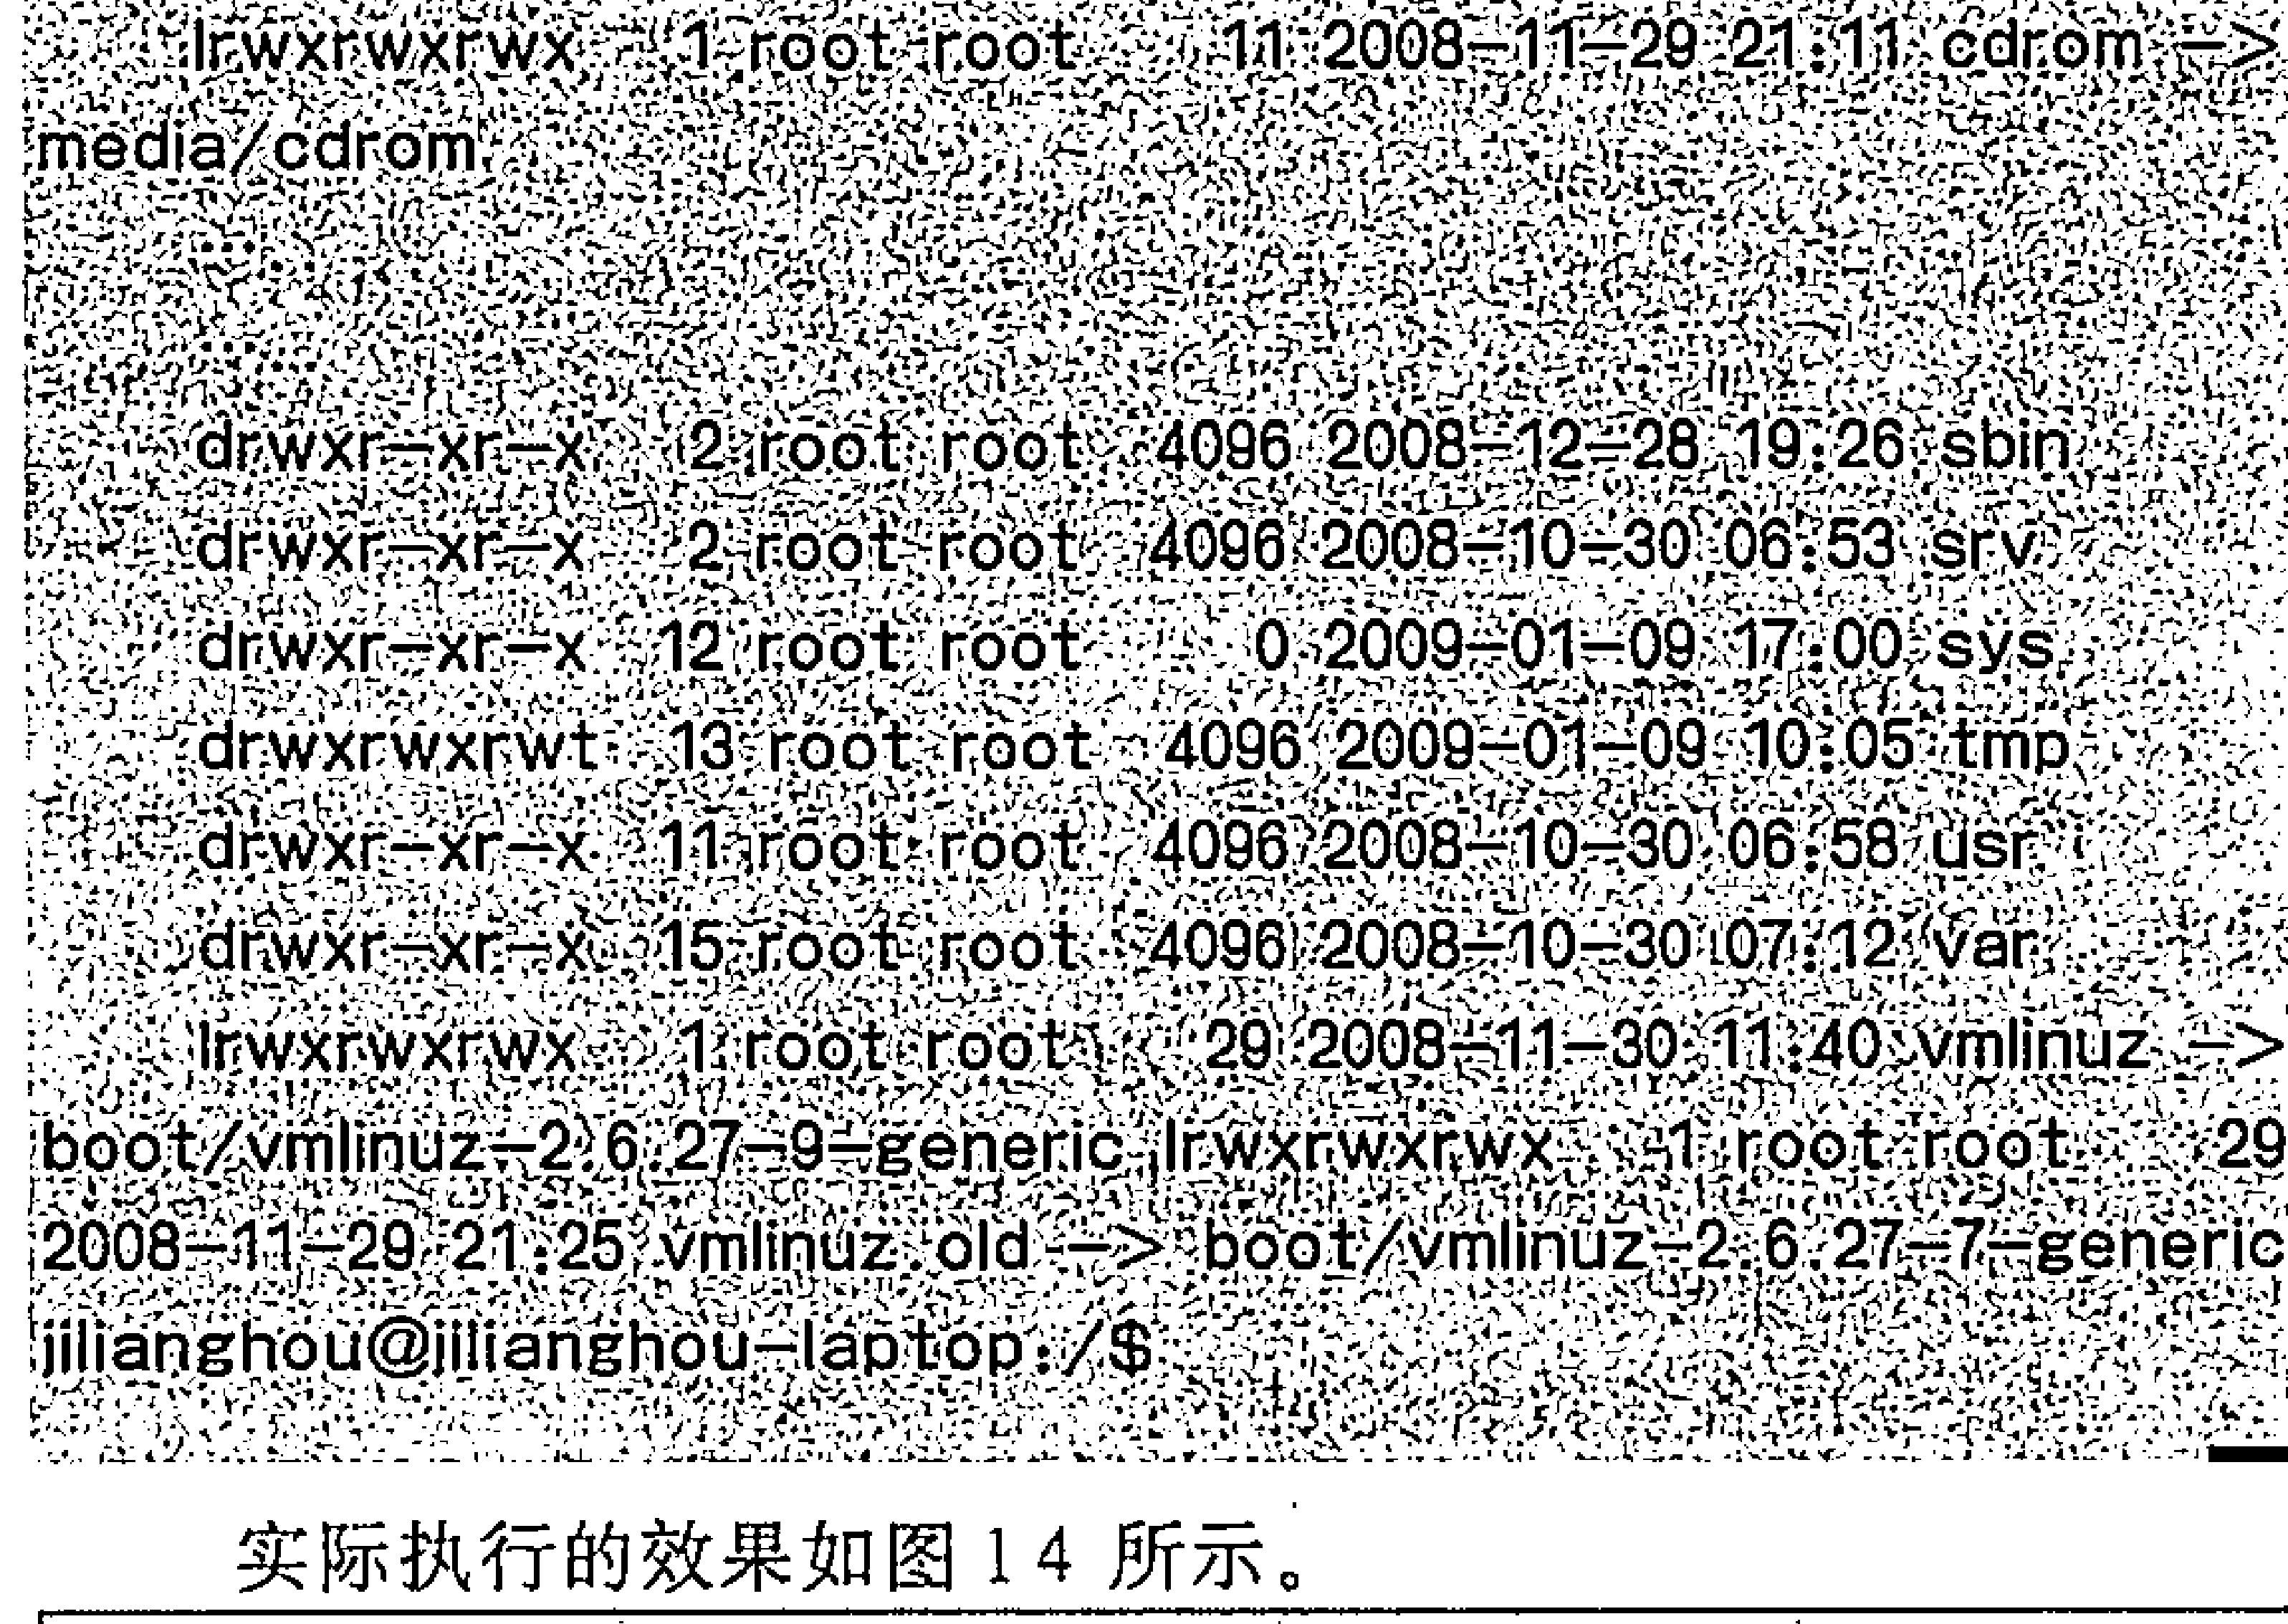 lrwxrwxrwx 1 root root 11 2008-11-29 21:11 cdrom ->
media/cdrom
...
...
drwxr-xr-x 2 root root 4096 2008-12-28 19:26 sbin
drwxr-xr-x 2 root root 4096 2008-10-30 06:53 srv
drwxr-xr-x 12 root root 0 2009-01-09 17:00 sys
drwxrwxrwt 13 root root 4096 2009-01-09 10:05 tmp
drwxr-xr-x 11 root root 4096 2008-10-30 06:58 usr
drwxr-xr-x 15 root root 4096 2008-10-30 07:12 var
lrwxrwxrwx 1 root root 29 2008-11-30 11:40 vmlinuz ->
boot/vmlinuz-2.6.27-9-generic lrwxrwxrwx 1 root root 29
2008-11-29 21:25 vmlinuz.old -> boot/vmlinuz-2.6.27-7-generic
jilianghou@jilianghou-laptop:/$
实际执行的效果如图14 所示。